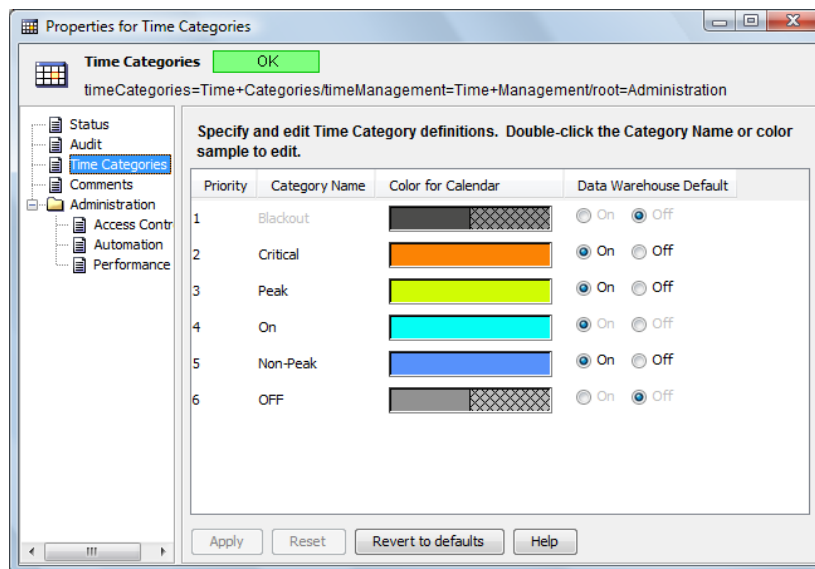 Properties for Time Categories
Time Categories OK
timeCategories=Time+Categories/timeManagement=Time+Management/root=Administration
Status
Audit
Time Categories
Comments
Administration
Access Contr
Automation
Performance
Specify and edit Time Category definitions. Double-click the Category Name or color
sample to edit.
Priority Category Name Color for Calendar Data Warehouse Default
1 Blackout On Off
2 Critical On Off
3 Peak On Off
4 On On Off
5 Non-Peak On Off
6 OFF On Off
Apply Reset Revert to defaults Help